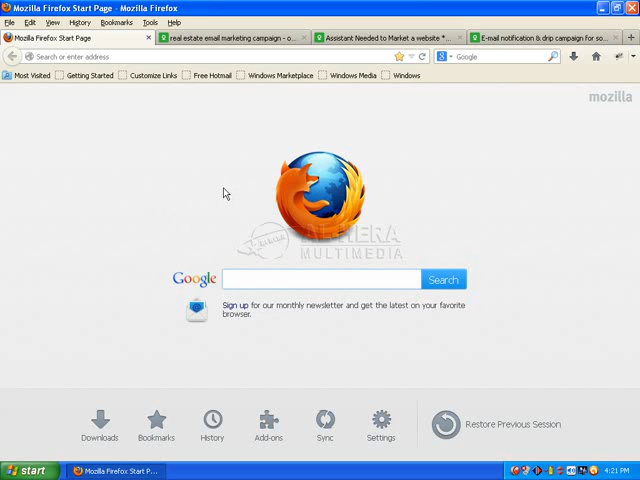 Mozilla Firefox Start Page - Mozilla Firefox
File Edit View History Bookmarks Tools Help
Mozilla Firefox Start Page
real estate email marketing campaign - o...
Assistant Needed to Market a website *...
E-mail notification & drip campaign for so...
Search or enter address
Google
Most Visited Getting Started Customize Links Free Hotmail Windows Marketplace Windows Media Windows
mozilla
MULTIMEDIA
Google
Search
Sign up for our monthly newsletter and get the latest on your favorite
browser.
Downloads Bookmarks History Add-ons Sync Settings Restore Previous Session
start
Mozilla Firefox Start P...
4:21 PM